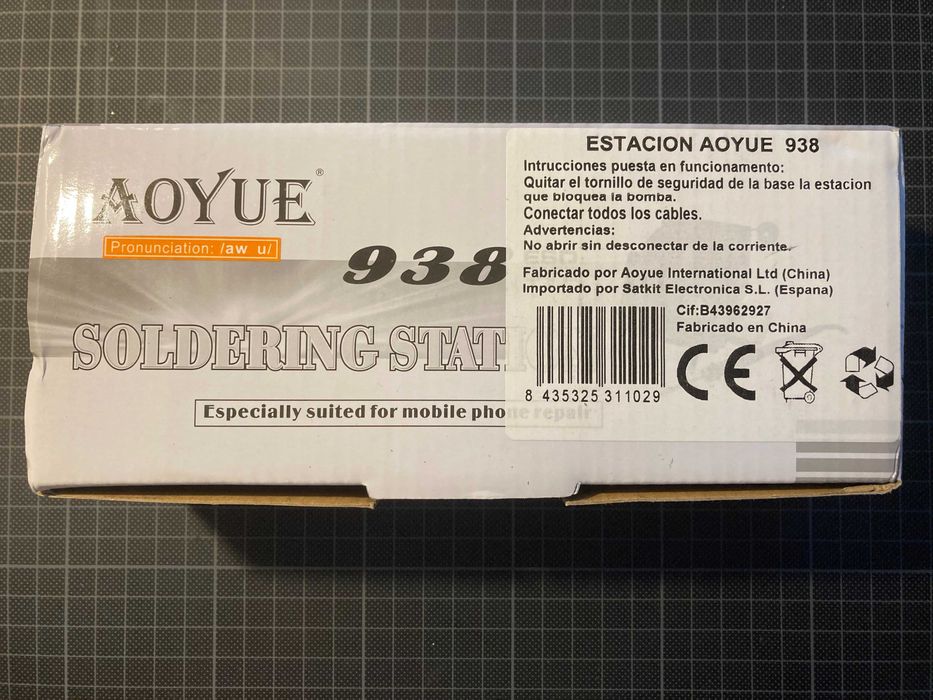 AOYUE®
Pronunciation: /aw u/
938
SOLDERING STAT
Especially suited for mobile phone repair
ESTACION AOYUE 938
Intrucciones puesta en funcionamento:
Quitar el tornillo de seguridad de la base la estacion
que bloquea la bomba.
Conectar todos los cables.
Advertencias:
No abrir sin desconectar de la corriente.
Fabricado por Aoyue International Ltd (China)
Importado por Satkit Electronica S.L. (Espana)
Cif:B43962927
Fabricado en China
CE
8 435325 311029